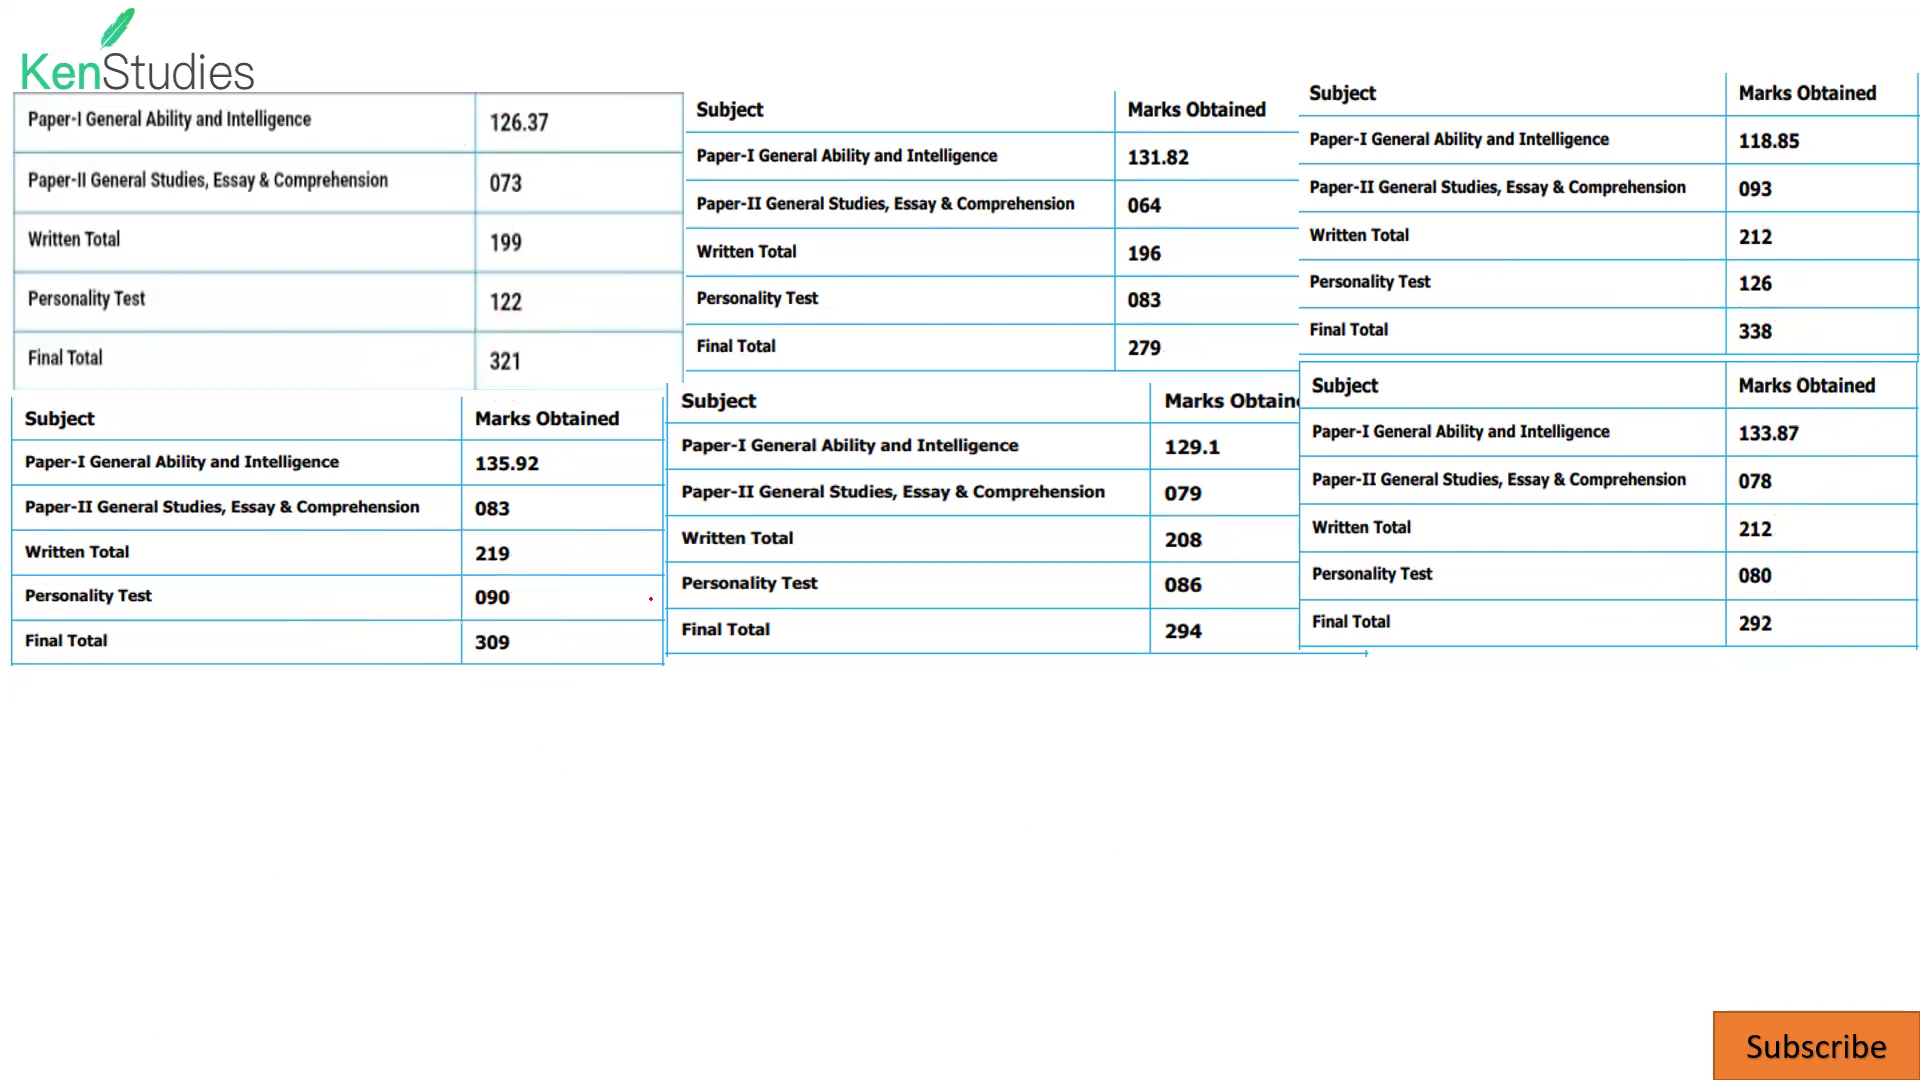 KenStudies
Paper-I General Ability and Intelligence 126.37
Paper-II General Studies, Essay & Comprehension 073
Written Total 199
Personality Test 122
Final Total 321
Subject Marks Obtained
Paper-I General Ability and Intelligence 131.82
Paper-II General Studies, Essay & Comprehension 064
Written Total 196
Personality Test 083
Final Total 279
Subject Marks Obtained
Paper-I General Ability and Intelligence 118.85
Paper-II General Studies, Essay & Comprehension 093
Written Total 212
Personality Test 126
Final Total 338
Subject Marks Obtained
Paper-I General Ability and Intelligence 135.92
Paper-II General Studies, Essay & Comprehension 083
Written Total 219
Personality Test 090
Final Total 309
Subject Marks Obtain
Paper-I General Ability and Intelligence 129.1
Paper-II General Studies, Essay & Comprehension 079
Written Total 208
Personality Test 086
Final Total 294
Subject Marks Obtained
Paper-I General Ability and Intelligence 133.87
Paper-II General Studies, Essay & Comprehension 078
Written Total 212
Personality Test 080
Final Total 292
Subscribe